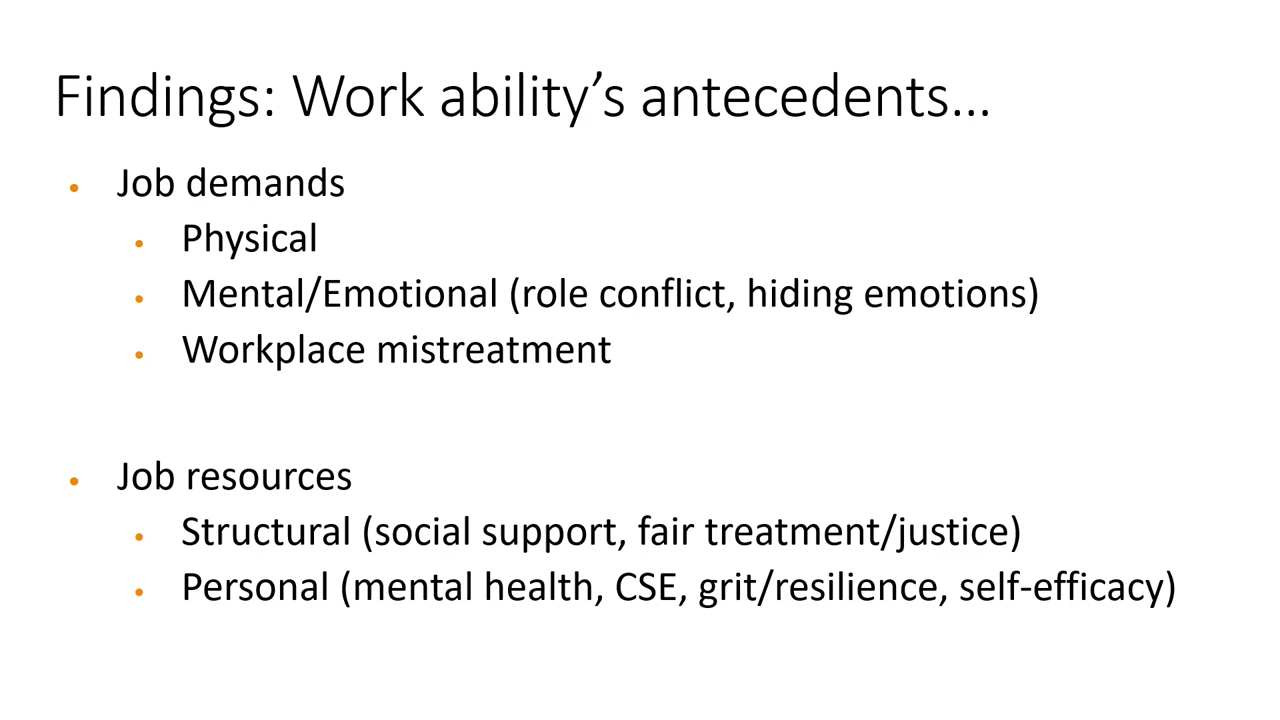 Findings: Work ability’s antecedents...
• Job demands
• Physical
• Mental/Emotional (role conflict, hiding emotions)
• Workplace mistreatment
• Job resources
• Structural (social support, fair treatment/justice)
• Personal (mental health, CSE, grit/resilience, self-efficacy)